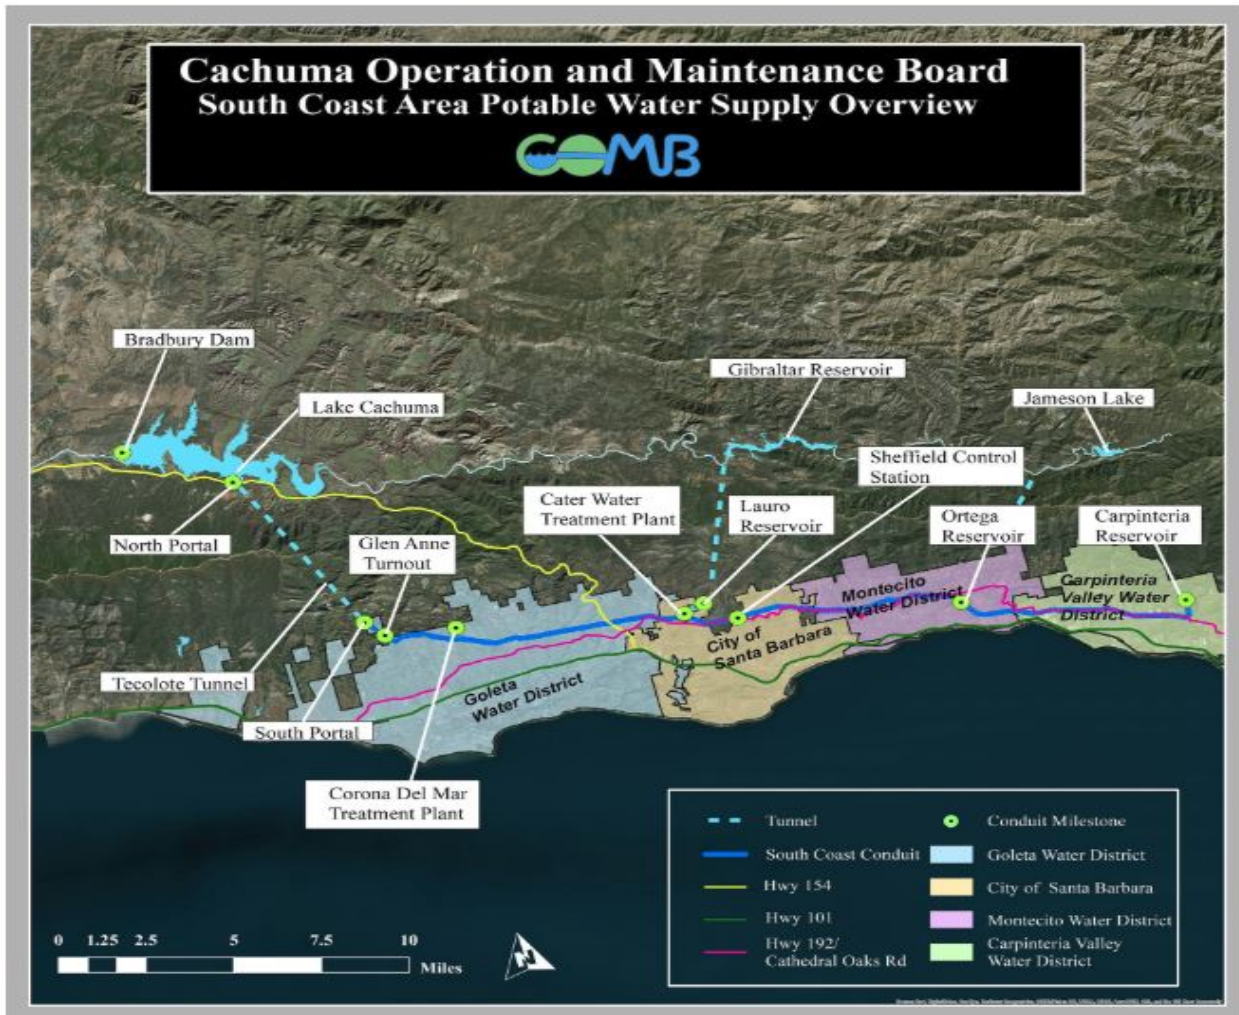 Cachuma Operation and Maintenance Board
South Coast Area Potable Water Supply Overview
COMB
Bradbury Dam
Lake Cachuma
Gibraltar Reservoir
Jameson Lake
Sheffield Control
Station
Cater Water
Treatment Plant
Lauro
Reservoir
Ortega
Reservoir
Carpinteria
Reservoir
North Portal
Glen Anne
Turnout
Montecito
Water District
Carpinteria
Valley Water
District
City of
Santa Barbara
Tecolote Tunnel
Goleta
Water District
South Portal
Corona Del Mar
Treatment Plant
Tunnel
South Coast Conduit
Hwy 154
Hwy 101
Hwy 192/
Cathedral Oaks Rd
Conduit Milestone
Goleta Water District
City of Santa Barbara
Montecito Water District
Carpinteria Valley
Water District
0 1.25 2.5 5 7.5 10
Miles
N